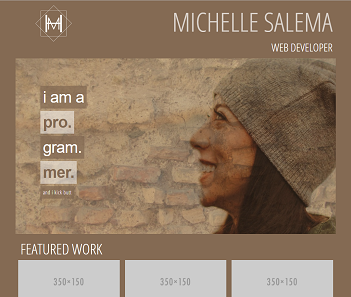 MICHELLE SALEMA
WEB DEVELOPER
i am a
pro.
gram.
mer.
and i kick butt
FEATURED WORK
350×150
350×150
350×150